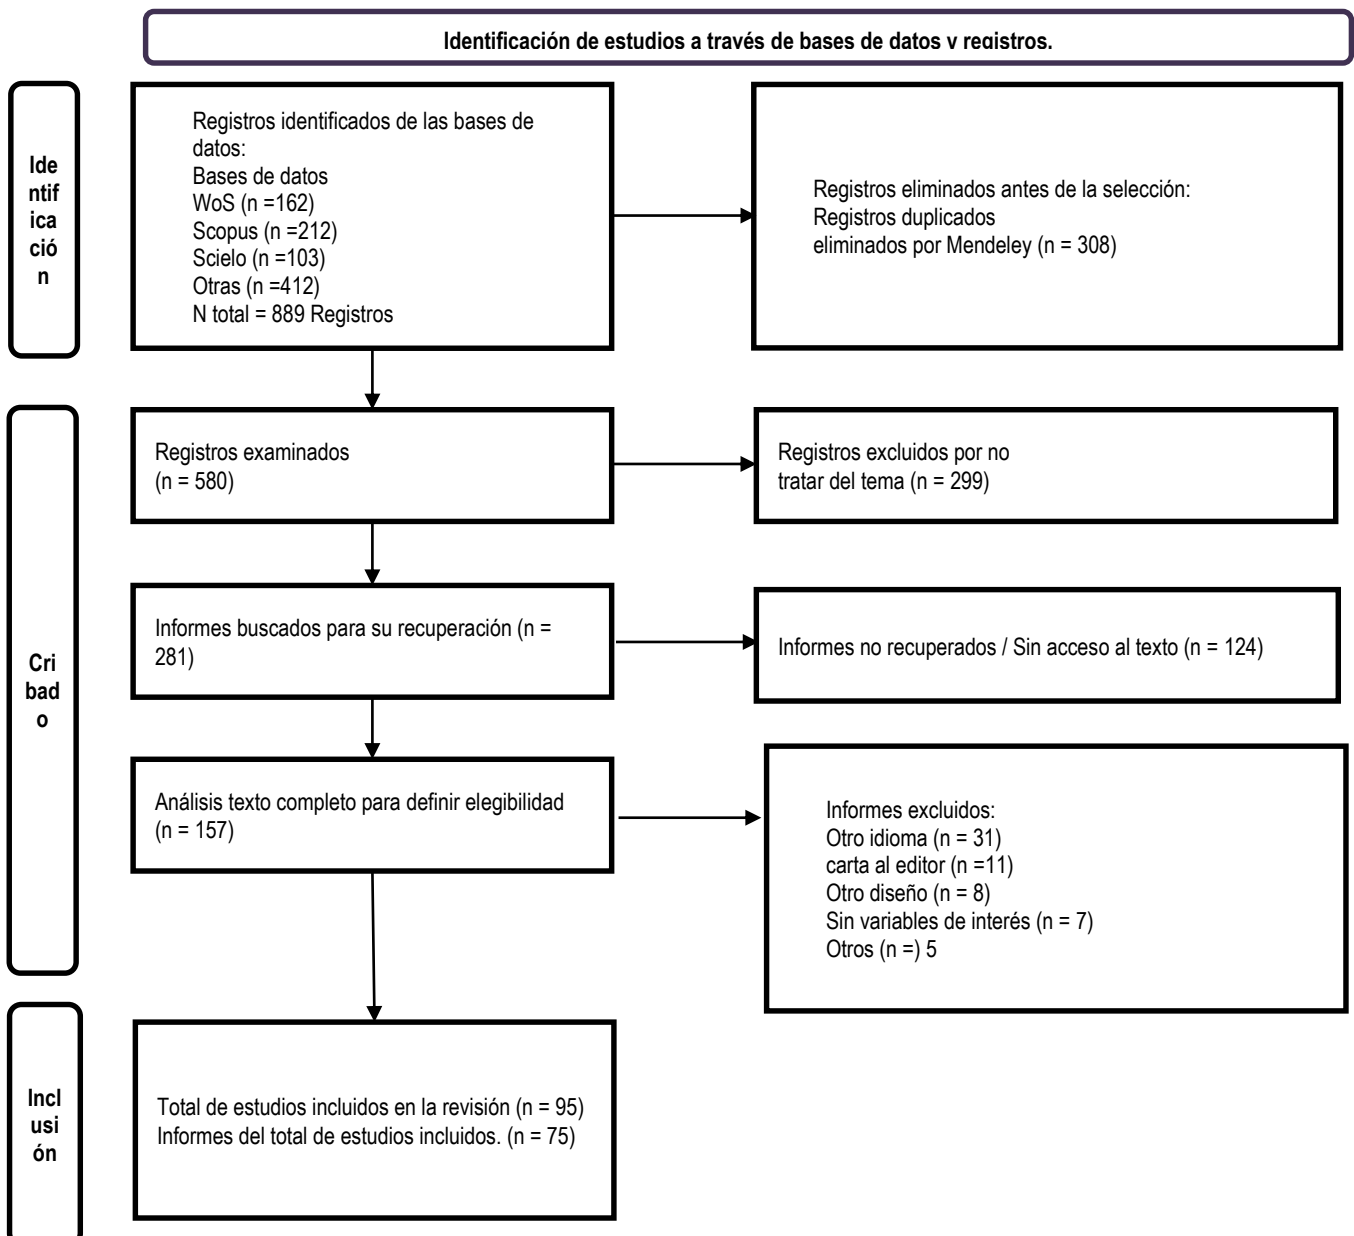 Identificación de estudios a través de bases de datos y registros.
Ide
ntif
ica
ció
n
Registros identificados de las bases de
datos:
Bases de datos
WoS (n =162)
Scopus (n =212)
Scielo (n =103)
Otras (n =412)
N total = 889 Registros
Registros eliminados antes de la selección:
Registros duplicados
eliminados por Mendeley (n = 308)
Cri
bad
o
Registros examinados
(n = 580)
Registros excluidos por no
tratar del tema (n = 299)
Informes buscados para su recuperación (n =
281)
Informes no recuperados / Sin acceso al texto (n = 124)
Análisis texto completo para definir elegibilidad
(n = 157)
Informes excluidos:
Otro idioma (n = 31)
carta al editor (n =11)
Otro diseño (n = 8)
Sin variables de interés (n = 7)
Otros (n =) 5
Incl
usi
ón
Total de estudios incluidos en la revisión (n = 95)
Informes del total de estudios incluidos. (n = 75)